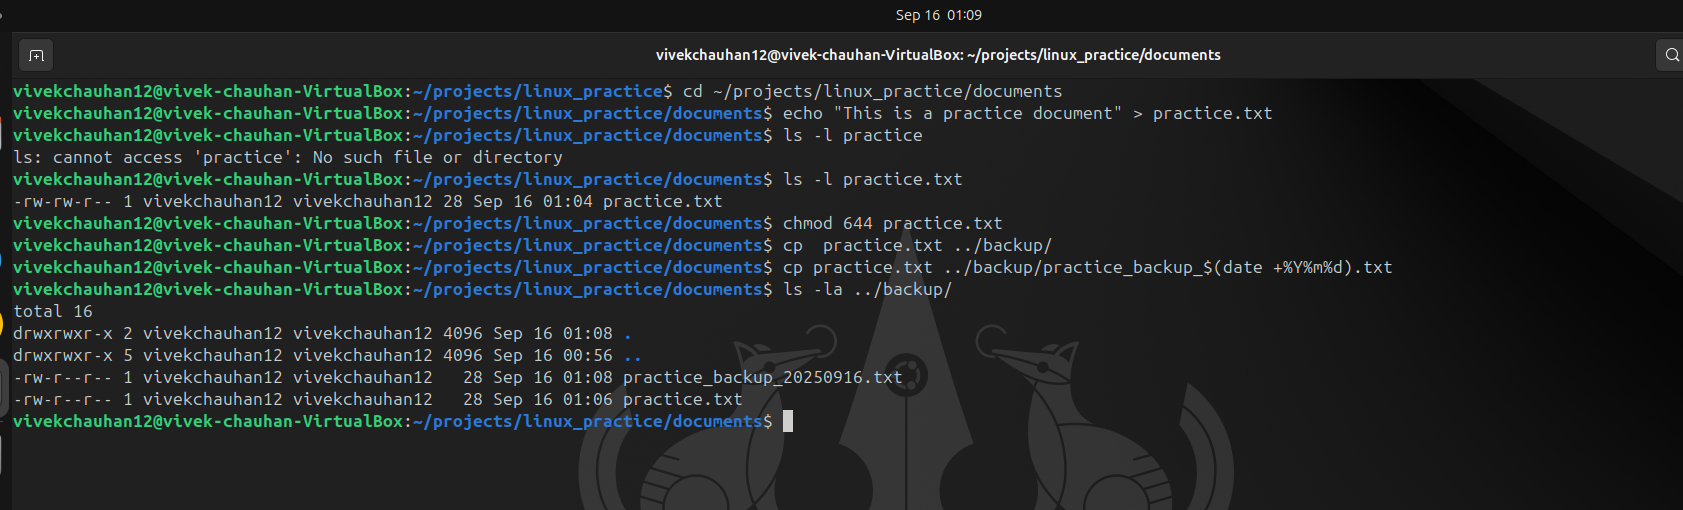 Sep 16 01:09
vivekchauhan12@vivek-chauhan-VirtualBox: ~/projects/linux_practice/documents
vivekchauhan12@vivek-chauhan-VirtualBox:~/projects/linux_practice$ cd ~/projects/linux_practice/documents
vivekchauhan12@vivek-chauhan-VirtualBox:~/projects/linux_practice/documents$ echo "This is a practice document" > practice.txt
vivekchauhan12@vivek-chauhan-VirtualBox:~/projects/linux_practice/documents$ ls -l practice
ls: cannot access 'practice': No such file or directory
vivekchauhan12@vivek-chauhan-VirtualBox:~/projects/linux_practice/documents$ ls -l practice.txt
-rw-rw-r-- 1 vivekchauhan12 vivekchauhan12 28 Sep 16 01:04 practice.txt
vivekchauhan12@vivek-chauhan-VirtualBox:~/projects/linux_practice/documents$ chmod 644 practice.txt
vivekchauhan12@vivek-chauhan-VirtualBox:~/projects/linux_practice/documents$ cp  practice.txt ../backup/
vivekchauhan12@vivek-chauhan-VirtualBox:~/projects/linux_practice/documents$ cp practice.txt ../backup/practice_backup_$(date +%Y%m%d).txt
vivekchauhan12@vivek-chauhan-VirtualBox:~/projects/linux_practice/documents$ ls -la ../backup/
total 16
drwxrwxr-x 2 vivekchauhan12 vivekchauhan12 4096 Sep 16 01:08 .
drwxrwxr-x 5 vivekchauhan12 vivekchauhan12 4096 Sep 16 00:56 ..
-rw-r--r-- 1 vivekchauhan12 vivekchauhan12   28 Sep 16 01:08 practice_backup_20250916.txt
-rw-r--r-- 1 vivekchauhan12 vivekchauhan12   28 Sep 16 01:06 practice.txt
vivekchauhan12@vivek-chauhan-VirtualBox:~/projects/linux_practice/documents$